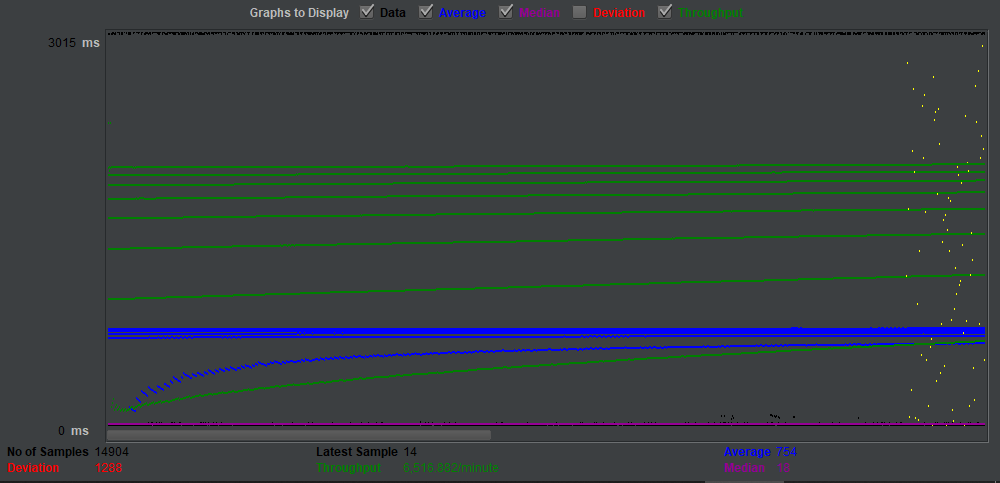 Graphs to Display Data Average Median Deviation Throughput
3015 ms
0 ms
No of Samples 14904 Latest Sample 14 Average 754
Deviation 1288 Throughput 6,516.882/minute Median